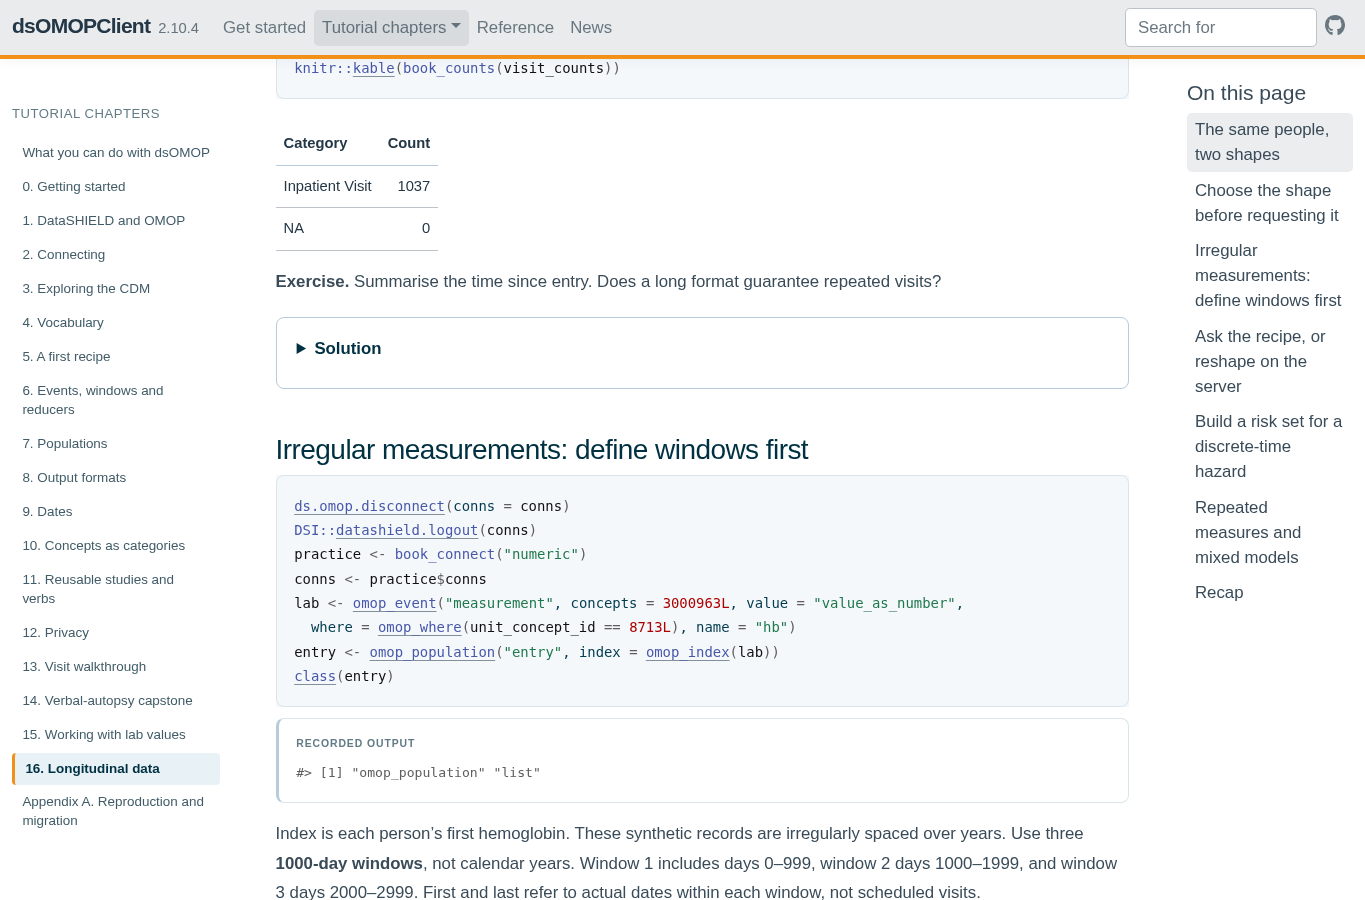 dsOMOPClient 2.10.4 Get started Tutorial chapters Reference News Search for
TUTORIAL CHAPTERS
What you can do with dsOMOP
0. Getting started
1. DataSHIELD and OMOP
2. Connecting
3. Exploring the CDM
4. Vocabulary
5. A first recipe
6. Events, windows and
reducers
7. Populations
8. Output formats
9. Dates
10. Concepts as categories
11. Reusable studies and
verbs
12. Privacy
13. Visit walkthrough
14. Verbal-autopsy capstone
15. Working with lab values
16. Longitudinal data
Appendix A. Reproduction and
migration
knitr::kable(book_counts(visit_counts))
Category Count
Inpatient Visit 1037
NA 0
Exercise. Summarise the time since entry. Does a long format guarantee repeated visits?
Solution
Irregular measurements: define windows first
ds.omop.disconnect(conns = conns)
DSI::datashield.logout(conns)
practice <- book_connect("numeric")
conns <- practice$conns
lab <- omop_event("measurement", concepts = 3000963L, value = "value_as_number",
  where = omop_where(unit_concept_id == 8713L), name = "hb")
entry <- omop_population("entry", index = omop_index(lab))
class(entry)
RECORDED OUTPUT
#> [1] "omop_population" "list"
Index is each person’s first hemoglobin. These synthetic records are irregularly spaced over years. Use three
1000-day windows, not calendar years. Window 1 includes days 0–999, window 2 days 1000–1999, and window
3 days 2000–2999. First and last refer to actual dates within each window, not scheduled visits.
On this page
The same people,
two shapes
Choose the shape
before requesting it
Irregular
measurements:
define windows first
Ask the recipe, or
reshape on the
server
Build a risk set for a
discrete-time
hazard
Repeated
measures and
mixed models
Recap